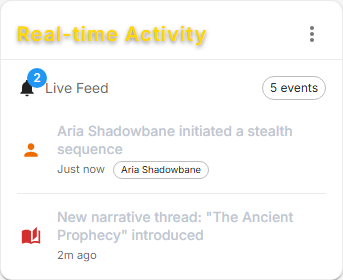 Real-time Activity
2
Live Feed
5 events
Aria Shadowbane initiated a stealth
sequence
Just now
Aria Shadowbane
New narrative thread: "The Ancient
Prophecy" introduced
2m ago